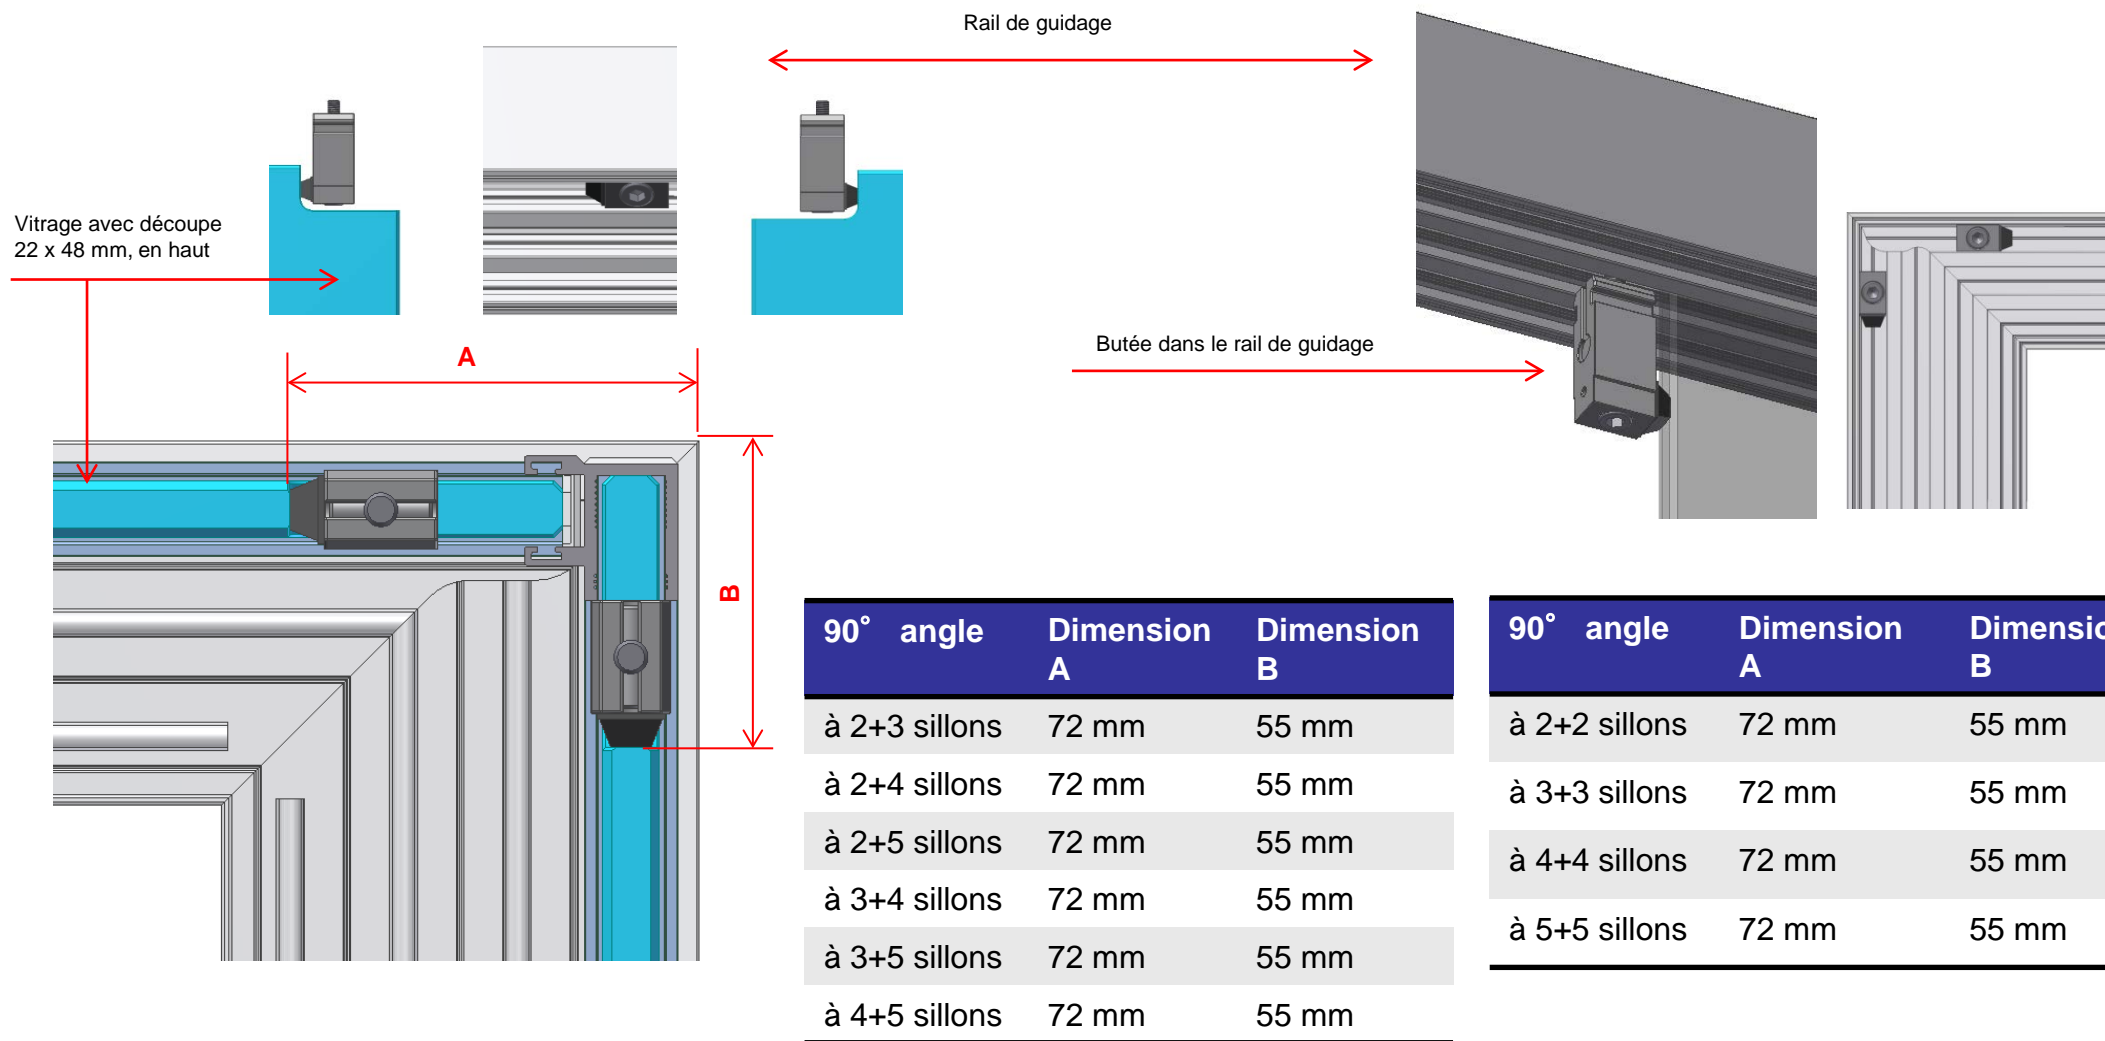 Rail de guidage
Vitrage avec découpe
22 x 48 mm, en haut
Butée dans le rail de guidage
A
B
90° angle Dimension A Dimension B
à 2+3 sillons 72 mm 55 mm
à 2+4 sillons 72 mm 55 mm
à 2+5 sillons 72 mm 55 mm
à 3+4 sillons 72 mm 55 mm
à 3+5 sillons 72 mm 55 mm
à 4+5 sillons 72 mm 55 mm
90° angle Dimension A Dimensio B
à 2+2 sillons 72 mm 55 mm
à 3+3 sillons 72 mm 55 mm
à 4+4 sillons 72 mm 55 mm
à 5+5 sillons 72 mm 55 mm